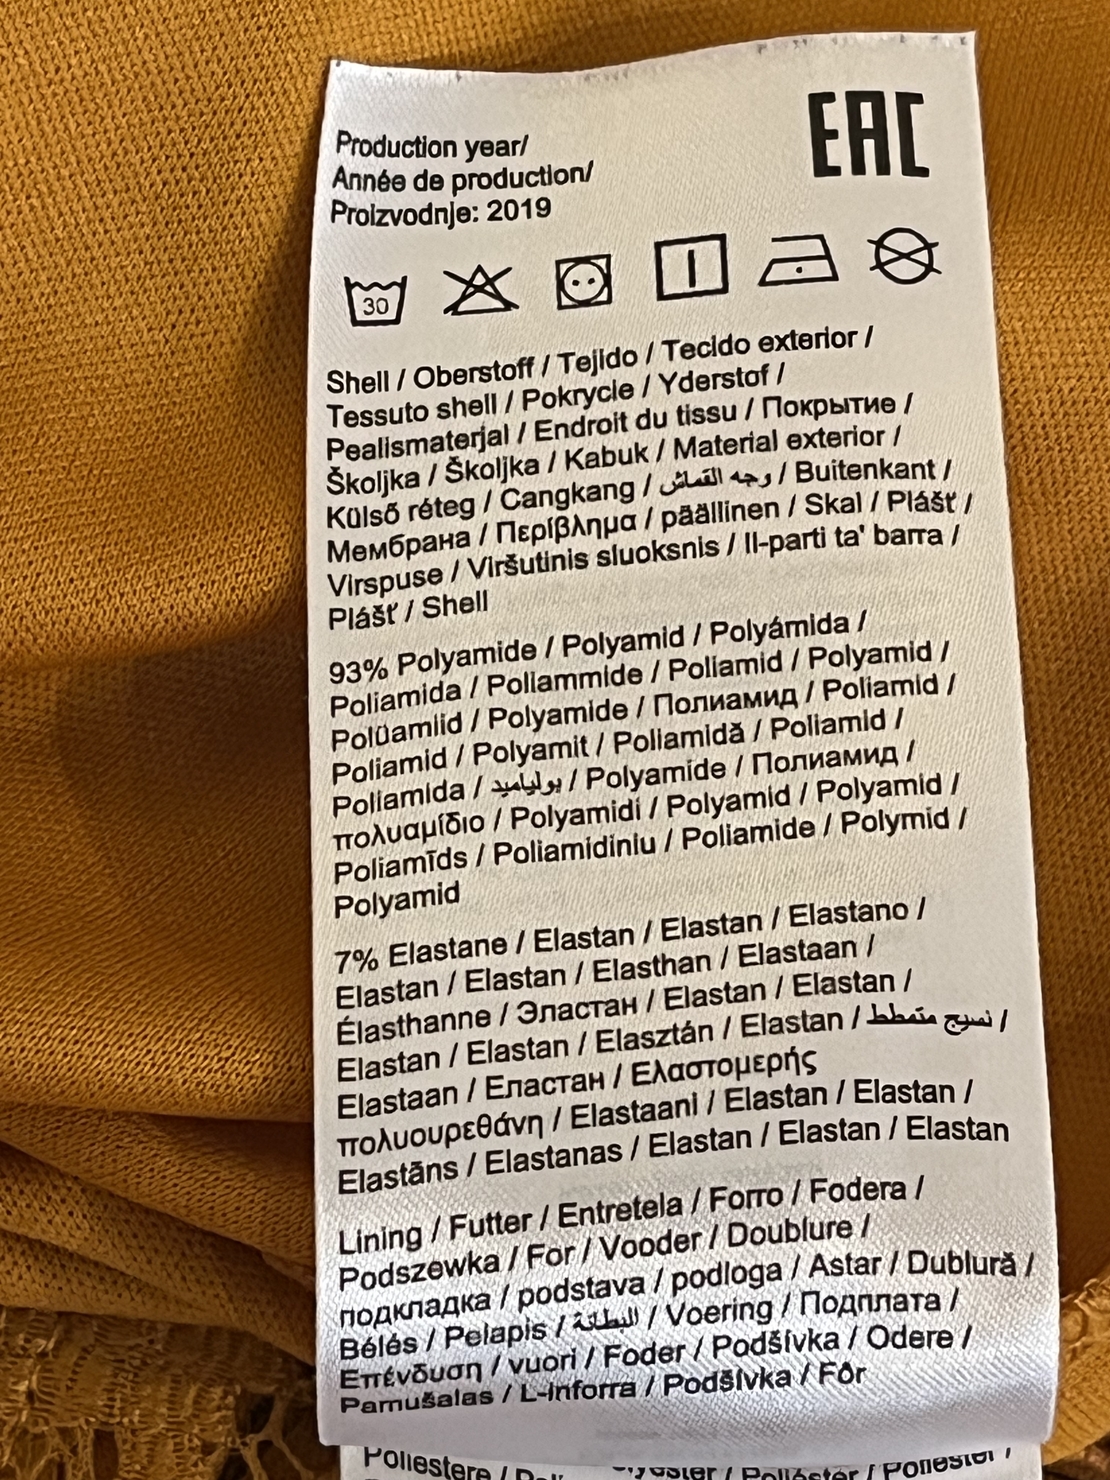 EAC
Production year/
Année de production/
Proizvodnje: 2019
30
Shell / Oberstoff / Tejido / Tecido exterior /
Tessuto shell / Pokrycie / Yderstof /
Pealismaterjal / Endroit du tissu / Покрытие /
Školjka / Školjka / Kabuk / Material exterior /
Külső réteg / Cangkang / وجه القماش / Buitenkant /
Мембрана / Περίβλημα / päällinen / Skal / Plášť /
Virspuse / Viršutinis sluoksnis / Il-parti ta' barra /
Plášť / Shell
93% Polyamide / Polyamid / Polyámida /
Poliamida / Poliammide / Poliamid / Polyamid /
Polüamiid / Polyamide / Полиамид / Poliamid /
Poliamid / Polyamit / Poliamidă / Poliamid /
Poliamida / بولياميد / Polyamide / Полиамид /
πολυαμίδιο / Polyamidi / Polyamid / Polyamid /
Poliamīds / Poliamidiniu / Poliamide / Polymid /
Polyamid
7% Elastane / Elastan / Elastan / Elastano /
Elastan / Elastan / Elasthan / Elastaan /
Élasthanne / Эластан / Elastan / Elastan /
Elastan / Elastan / Elasztán / Elastan / نسيج متمطط /
Elastaan / Еластан / Ελαστομερής
πολυουρεθάνη / Elastaani / Elastan / Elastan /
Elastāns / Elastanas / Elastan / Elastan / Elastan
Lining / Futter / Entretela / Forro / Fodera /
Podszewka / For / Vooder / Doublure /
подкладка / podstava / podloga / Astar / Dublură /
Bélés / Pelapis / البطانة / Voering / Подплата /
Επένδυση / vuori / Foder / Podšívka / Odere /
Pamušalas / L-inforra / Podšívka / Fôr
Poliestere / Poliéster / Poliester /